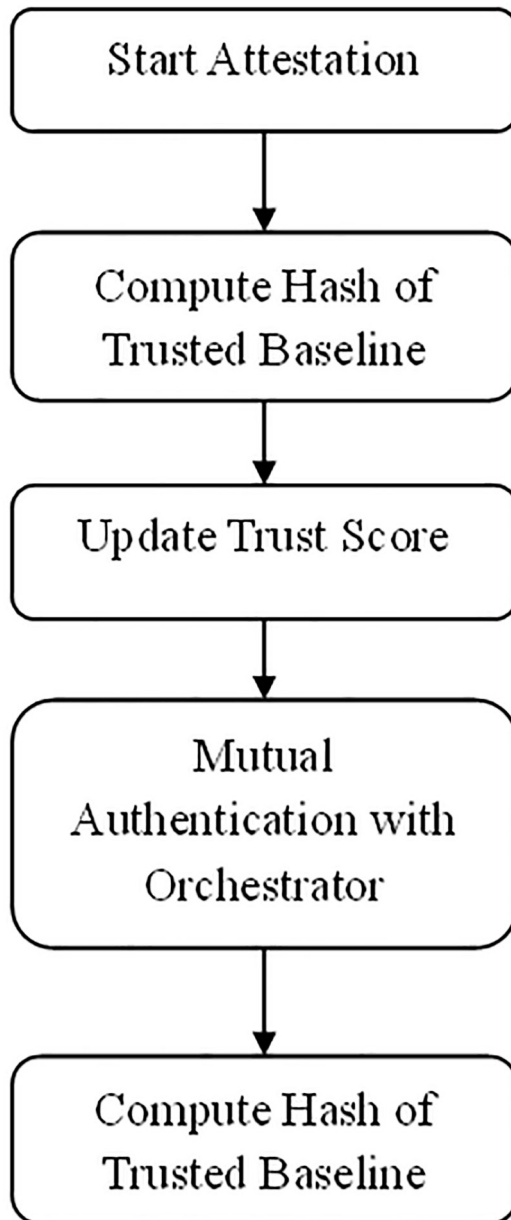 Start Attestation
Compute Hash of
Trusted Baseline
Update Trust Score
Mutual
Authentication with
Orchestrator
Compute Hash of
Trusted Baseline